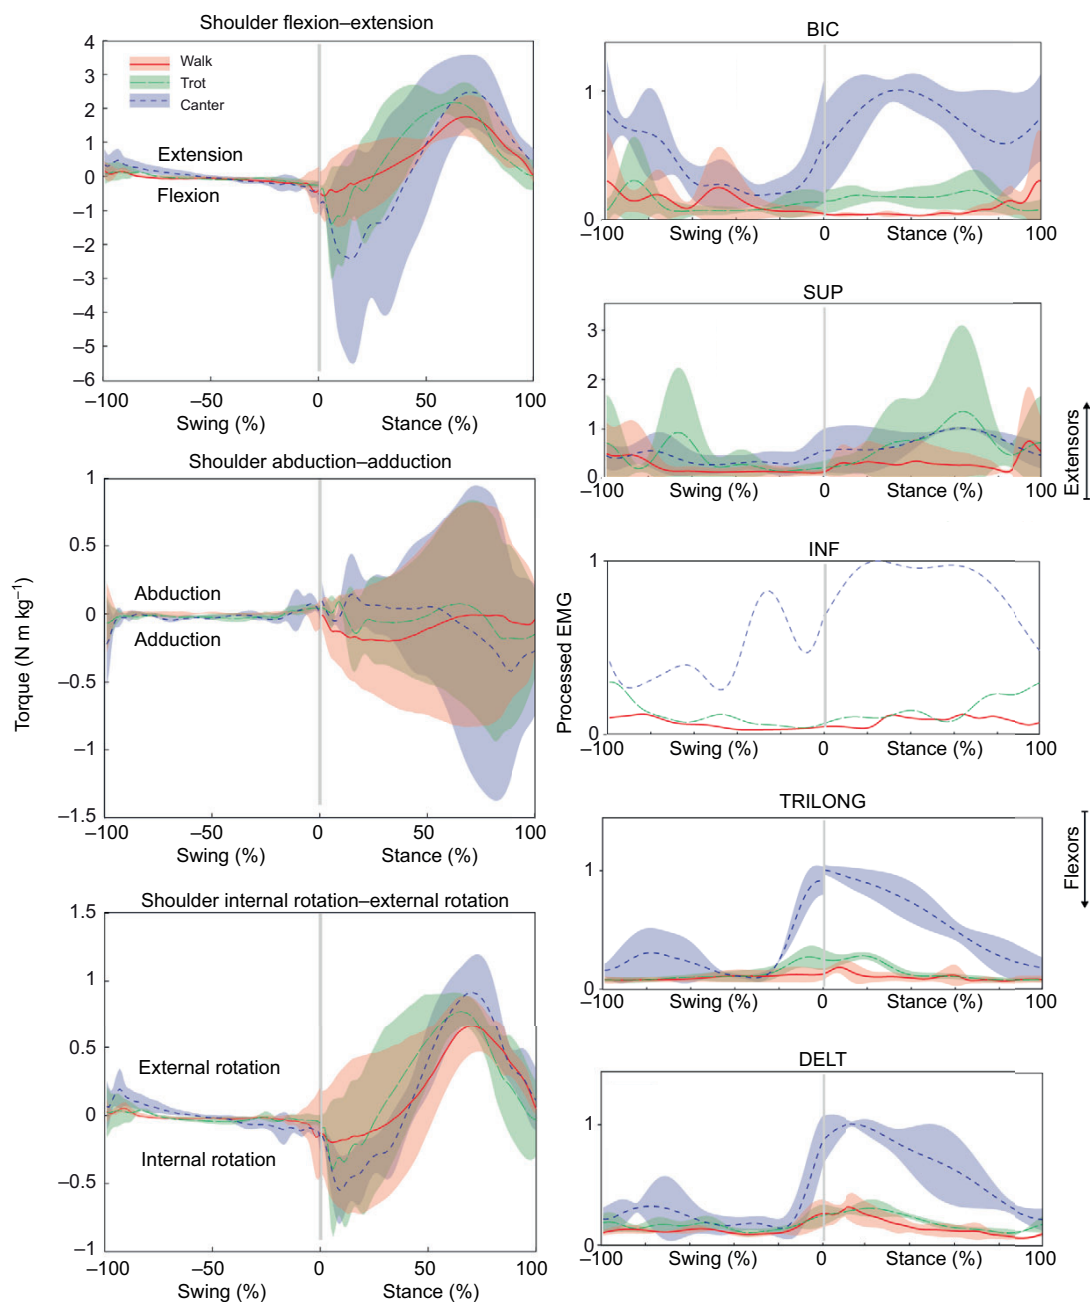 Shoulder flexion–extension
4
3
2
1
0
–1
–2
–3
–4
–5
–6
Walk
Trot
Canter
Extension
Flexion
–100
–50
0
50
100
Swing (%)
Stance (%)
Shoulder abduction–adduction
1
0.5
0
–0.5
–1
–1.5
Abduction
Adduction
Torque (N m kg–1)
–100
–50
0
50
100
Swing (%)
Stance (%)
Shoulder internal rotation–external rotation
1.5
1
0.5
0
–0.5
–1
External rotation
Internal rotation
–100
–50
0
50
100
Swing (%)
Stance (%)
BIC
1
0
–100
Swing (%)
0
Stance (%)
100
SUP
3
2
1
0
–100
Swing (%)
0
Stance (%)
100
Extensors
INF
1
0
Processed EMG
–100
Swing (%)
0
Stance (%)
100
TRILONG
1
0
–100
Swing (%)
0
Stance (%)
100
Flexors
DELT
1
0
–100
Swing (%)
0
Stance (%)
100